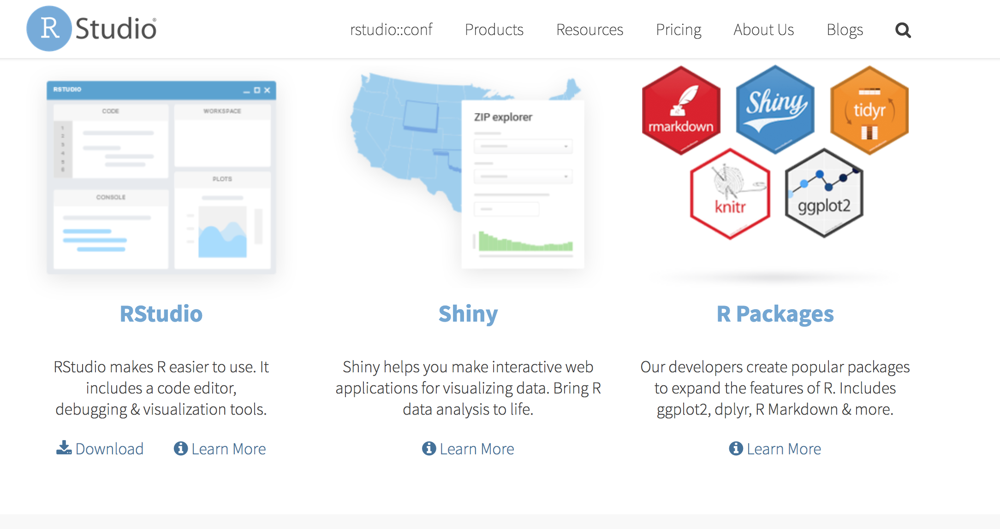 R Studio®
rstudio::conf Products Resources Pricing About Us Blogs
RSTUDIO
CODE
1
2
3
4
5
6
WORKSPACE
PLOTS
CONSOLE
ZIP explorer
rmarkdown
Shiny
tidyr
knitr
ggplot2
RStudio
RStudio makes R easier to use. It
includes a code editor,
debugging & visualization tools.
Download Learn More
Shiny
Shiny helps you make interactive web
applications for visualizing data. Bring R
data analysis to life.
Learn More
R Packages
Our developers create popular packages
to expand the features of R. Includes
ggplot2, dplyr, R Markdown & more.
Learn More